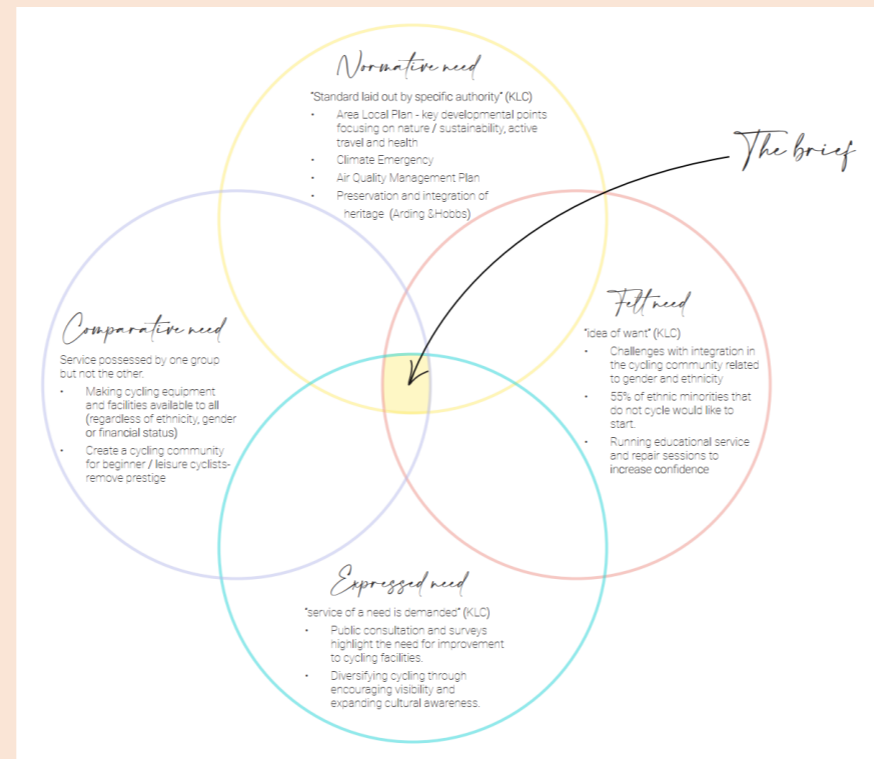 Normative need
"Standard laid out by specific authority" (KLC)
• Area Local Plan - key developmental points
focusing on nature / sustainability, active
travel and health
• Climate Emergency
• Air Quality Management Plan
• Preservation and integration of
heritage (Arding &Hobbs)
The brief
Comparative need
Service possessed by one group
but not the other.
• Making cycling equipment
and facilities available to all
(regardless of ethnicity, gender
or financial status)
• Create a cycling community
for beginner / leisure cyclists-
remove prestige
Felt need
"idea of want" (KLC)
• Challenges with integration in
the cycling community related
to gender and ethnicity
• 55% of ethnic minorities that
do not cycle would like to
start.
• Running educational service
and repair sessions to
increase confidence
Expressed need
"service of a need is demanded" (KLC)
• Public consultation and surveys
highlight the need for improvement
to cycling facilities.
• Diversifying cycling through
encouraging visibility and
expanding cultural awareness.